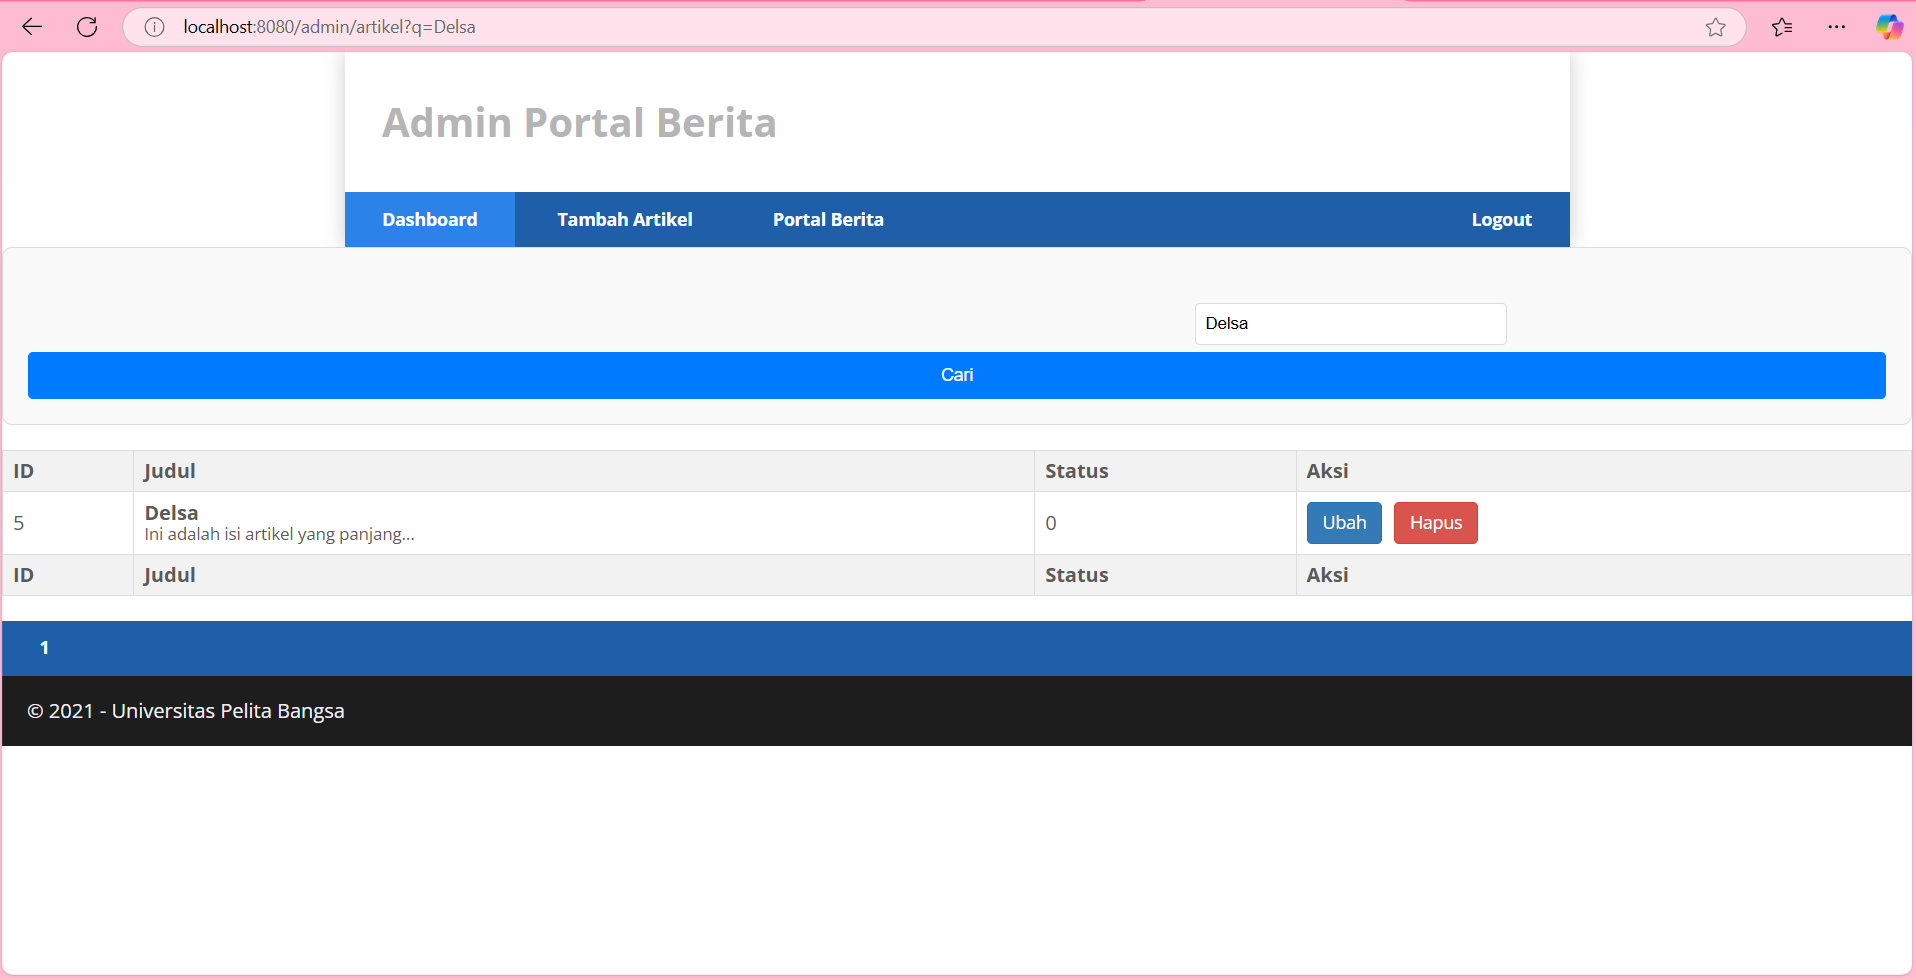 localhost:8080/admin/artikel?q=Delsa
Admin Portal Berita
Dashboard Tambah Artikel Portal Berita Logout
Delsa
Cari
ID Judul Status Aksi
5 Delsa 0 Ubah Hapus
Ini adalah isi artikel yang panjang...
ID Judul Status Aksi
1
© 2021 - Universitas Pelita Bangsa